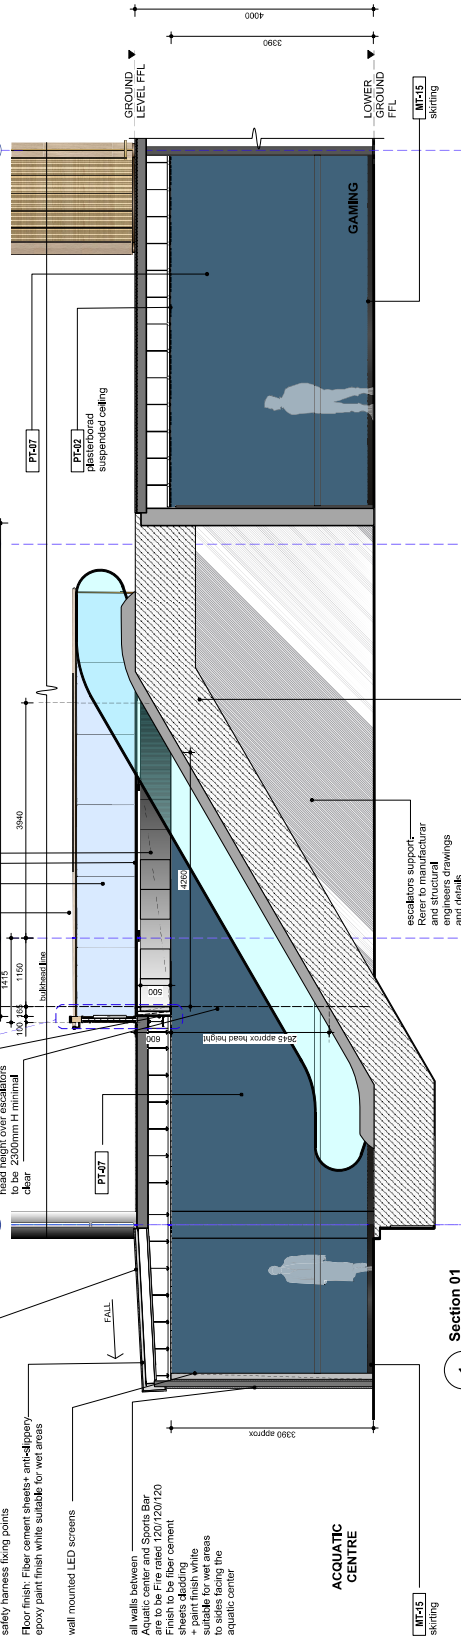 4000
3390
GROUND
LEVEL FFL
LOWER
GROUND
FFL
MT-15
skirting
GAMING
PT-07
PT-02
plasterborad
suspended ceiling
3940
1415
1150
165
100
bulkhead line
4260
500
600
2645 approx head height
head height over escalators
to be 2300mm H minimal
clear
escalators support.
Rerer to manufacturar
and structural
engineers drawings
and details
PT-07
FALL
safety harness fixing points
Floor finish: Fiber cement sheets+ anti-slippery
epoxy paint finish white suitable for wet areas
wall mounted LED screens
all walls between
Aquatic center and Sports Bar
are to be Fire rated 120/120/120
Finish to be fiber cement
sheets cladding
+ paint finish white
suitable for wet areas
to sides facing the
aquatic center
3390 approx
ACQUATIC
CENTRE
MT-15
skirting
Section 01